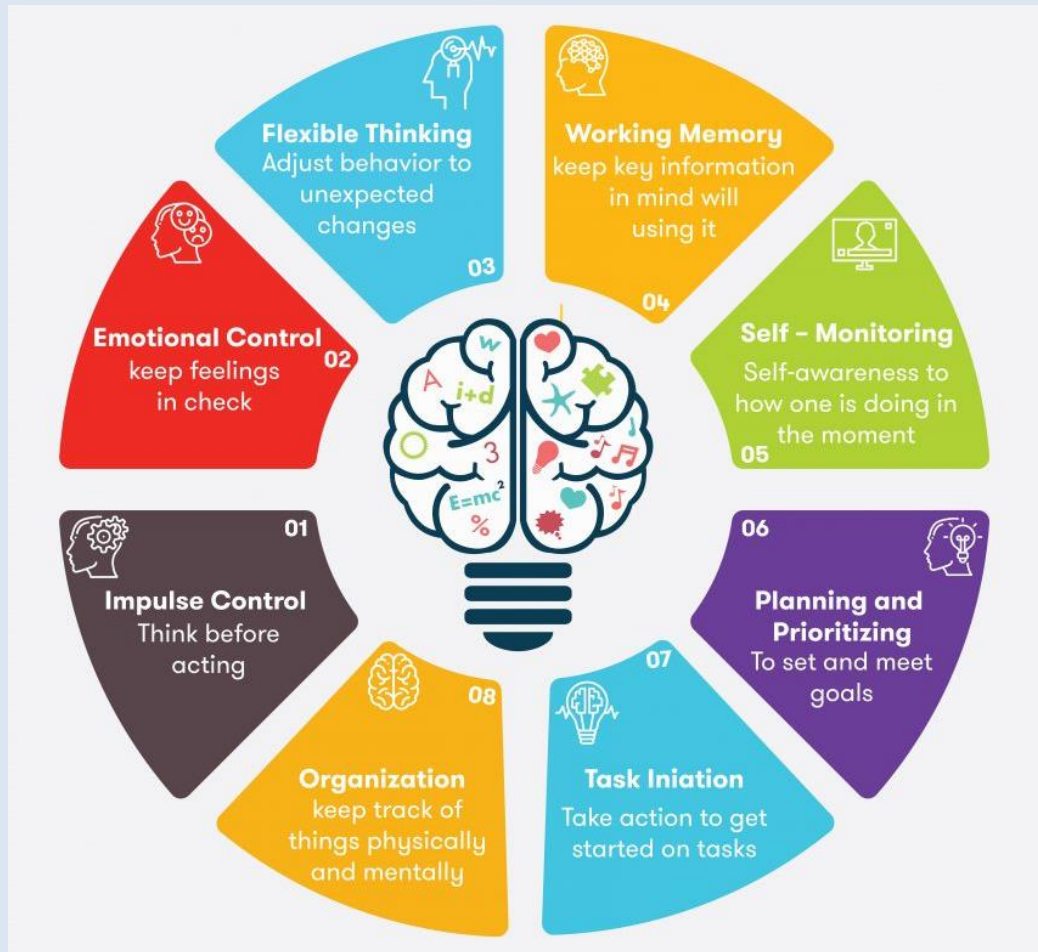 01
Impulse Control
Think before
acting
02
Emotional Control
keep feelings
in check
03
Flexible Thinking
Adjust behavior to
unexpected
changes
04
Working Memory
keep key information
in mind will
using it
05
Self – Monitoring
Self-awareness to
how one is doing in
the moment
06
Planning and
Prioritizing
To set and meet
goals
07
Task Iniation
Take action to get
started on tasks
08
Organization
keep track of
things physically
and mentally
w
A
i+d
3
E=mc²
%